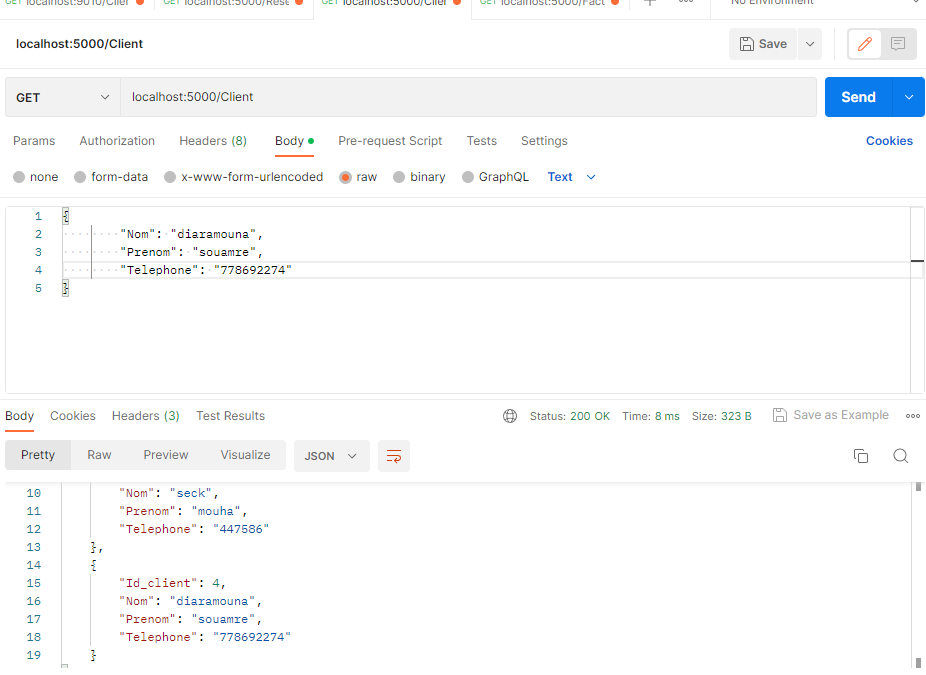 GET localhost:9010/Clier GET localhost:5000/Rese GET localhost:5000/Clier GET localhost:5000/Fact No Environment
localhost:5000/Client Save
GET localhost:5000/Client Send
Params Authorization Headers (8) Body Pre-request Script Tests Settings Cookies
none form-data x-www-form-urlencoded raw binary GraphQL Text
1 {
2 "Nom": "diaramouna",
3 "Prenom": "souamre",
4 "Telephone": "778692274"
5 }
Body Cookies Headers (3) Test Results Status: 200 OK Time: 8 ms Size: 323 B Save as Example
Pretty Raw Preview Visualize JSON
10 "Nom": "seck",
11 "Prenom": "mouha",
12 "Telephone": "447586"
13 },
14 {
15 "Id_client": 4,
16 "Nom": "diaramouna",
17 "Prenom": "souamre",
18 "Telephone": "778692274"
19 }